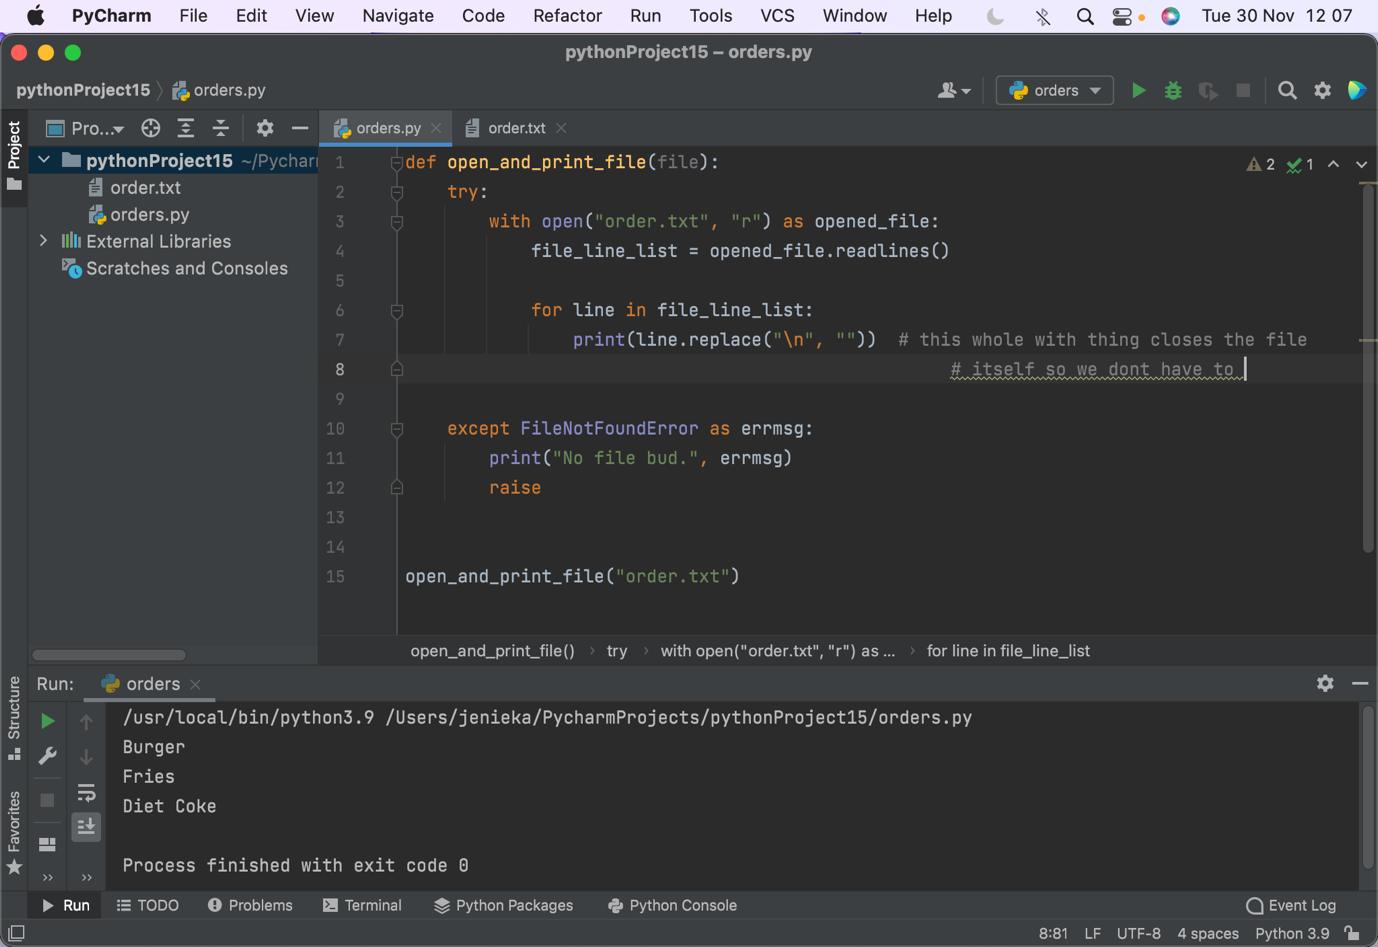 PyCharm File Edit View Navigate Code Refactor Run Tools VCS Window Help Tue 30 Nov 12 07
pythonProject15 – orders.py
pythonProject15 orders.py orders
Project
Pro... orders.py order.txt
pythonProject15 ~/Pycharr
order.txt
orders.py
External Libraries
Scratches and Consoles
2 1
1 def open_and_print_file(file):
2 try:
3 with open("order.txt", "r") as opened_file:
4 file_line_list = opened_file.readlines()
5
6 for line in file_line_list:
7 print(line.replace("\n", "")) # this whole with thing closes the file
8 # itself so we dont have to
9
10 except FileNotFoundError as errmsg:
11 print("No file bud.", errmsg)
12 raise
13
14
15 open_and_print_file("order.txt")
open_and_print_file() › try › with open("order.txt", "r") as ... › for line in file_line_list
Structure
Favorites
Run: orders
/usr/local/bin/python3.9 /Users/jenieka/PycharmProjects/pythonProject15/orders.py
Burger
Fries
Diet Coke
Process finished with exit code 0
Run TODO Problems Terminal Python Packages Python Console Event Log
8:81 LF UTF-8 4 spaces Python 3.9